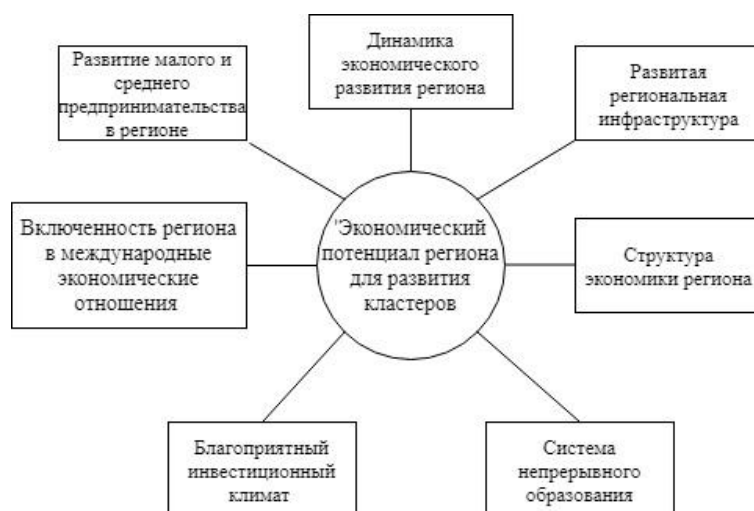 Динамика
экономического
развития региона
Развитие малого и
среднего
предпринимательства
в регионе
Развитая
региональная
инфраструктура
Включенность региона
в международные
экономические
отношения
"Экономический
потенциал региона
для развития
кластеров
Структура
экономики региона
Благоприятный
инвестиционный
климат
Система
непрерывного
образования